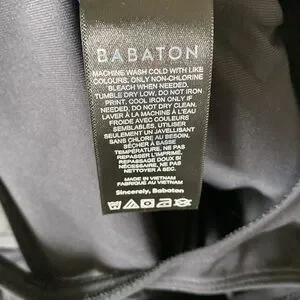 BABATON
MACHINE WASH COLD WITH LIKE
COLOURS, ONLY NON-CHLORINE
BLEACH WHEN NEEDED,
TUMBLE DRY LOW, DO NOT IRON
PRINT, COOL IRON ONLY IF
NEEDED, DO NOT DRY CLEAN.
LAVER À LA MACHINE À L'EAU
FROIDE AVEC COULEURS
SEMBLABLES, UTILISER
SEULEMENT UN JAVELLISANT
SANS CHLORE AU BESOIN,
SÉCHER À BASSE
TEMPÉRATURE, NE PAS
REPASSER L'IMPRIMÉ,
REPASSAGE DOUX SI
NÉCESSAIRE, NE PAS
NETTOYER À SEC.
MADE IN VIETNAM
FABRIQUÉ AU VIETNAM
Sincerely, Babaton